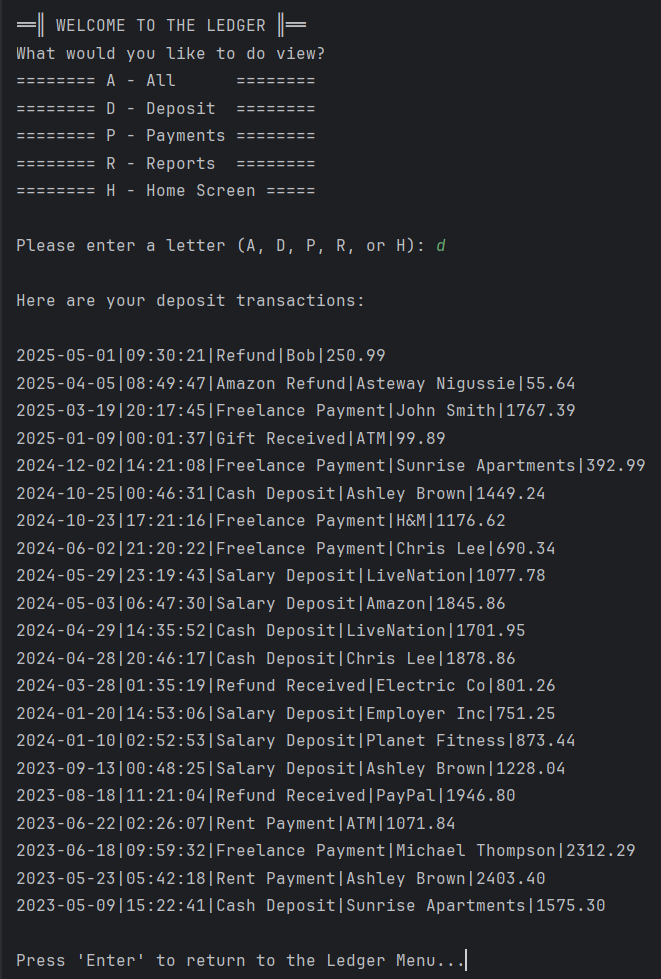 ══║ WELCOME TO THE LEDGER ║══
What would you like to do view?
======== A - All      ========
======== D - Deposit  ========
======== P - Payments ========
======== R - Reports  ========
======== H - Home Screen =====
Please enter a letter (A, D, P, R, or H): d
Here are your deposit transactions:
2025-05-01|09:30:21|Refund|Bob|250.99
2025-04-05|08:49:47|Amazon Refund|Asteway Nigussie|55.64
2025-03-19|20:17:45|Freelance Payment|John Smith|1767.39
2025-01-09|00:01:37|Gift Received|ATM|99.89
2024-12-02|14:21:08|Freelance Payment|Sunrise Apartments|392.99
2024-10-25|00:46:31|Cash Deposit|Ashley Brown|1449.24
2024-10-23|17:21:16|Freelance Payment|H&M|1176.62
2024-06-02|21:20:22|Freelance Payment|Chris Lee|690.34
2024-05-29|23:19:43|Salary Deposit|LiveNation|1077.78
2024-05-03|06:47:30|Salary Deposit|Amazon|1845.86
2024-04-29|14:35:52|Cash Deposit|LiveNation|1701.95
2024-04-28|20:46:17|Cash Deposit|Chris Lee|1878.86
2024-03-28|01:35:19|Refund Received|Electric Co|801.26
2024-01-20|14:53:06|Salary Deposit|Employer Inc|751.25
2024-01-10|02:52:53|Salary Deposit|Planet Fitness|873.44
2023-09-13|00:48:25|Salary Deposit|Ashley Brown|1228.04
2023-08-18|11:21:04|Refund Received|PayPal|1946.80
2023-06-22|02:26:07|Rent Payment|ATM|1071.84
2023-06-18|09:59:32|Freelance Payment|Michael Thompson|2312.29
2023-05-23|05:42:18|Rent Payment|Ashley Brown|2403.40
2023-05-09|15:22:41|Cash Deposit|Sunrise Apartments|1575.30
Press 'Enter' to return to the Ledger Menu...